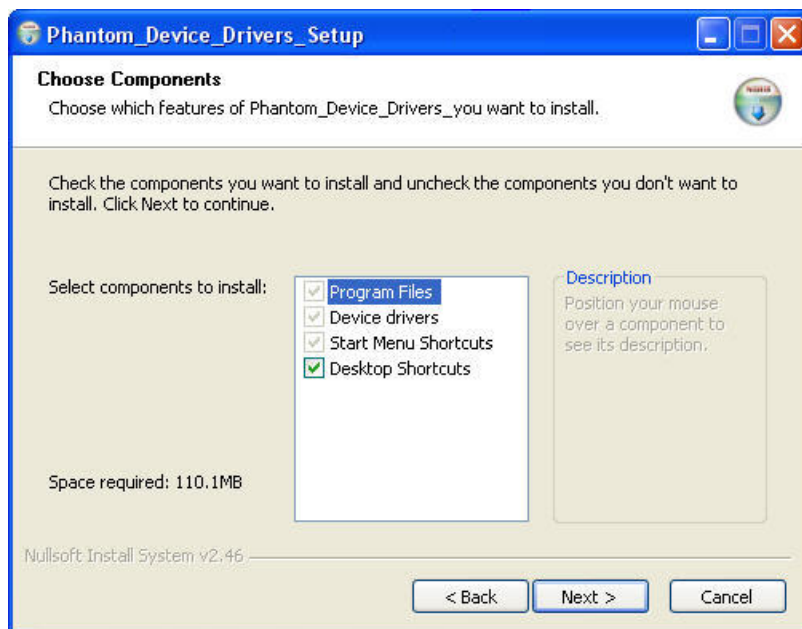 Phantom_Device_Drivers_Setup
Choose Components
Choose which features of Phantom_Device_Drivers_you want to install.
Check the components you want to install and uncheck the components you don't want to
install. Click Next to continue.
Select components to install:
Program Files
Device drivers
Start Menu Shortcuts
Desktop Shortcuts
Description
Position your mouse
over a component to
see its description.
Space required: 110.1MB
Nullsoft Install System v2.46
< Back
Next >
Cancel